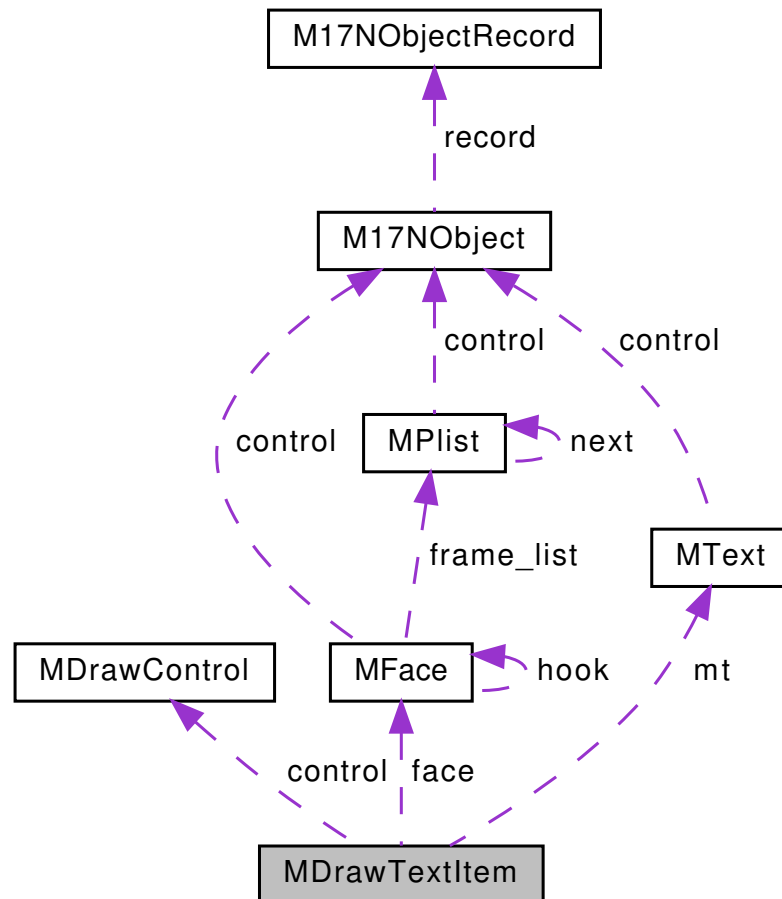 M17NObjectRecord
record
M17NObject
control
control
MPlist
next
control
frame_list
MText
MDrawControl
MFace
hook
mt
control
face
MDrawTextItem